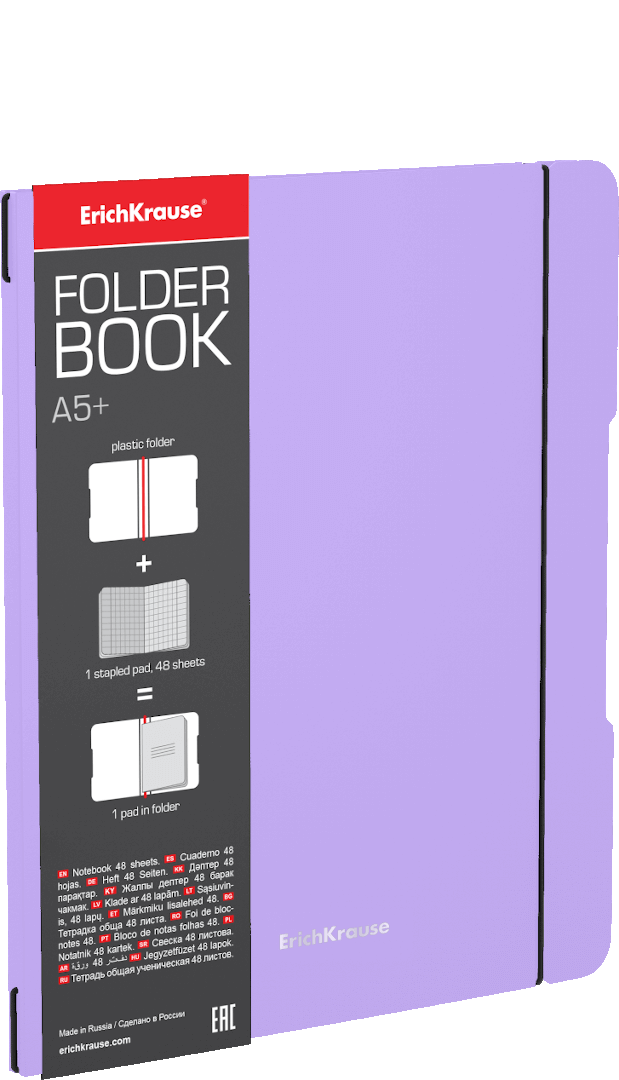 ErichKrause®
FOLDER
BOOK
A5+
plastic folder
+
1 stapled pad, 48 sheets
=
1 pad in folder
EN Notebook 48 sheets. ES Cuaderno 48
hojas. DE Heft 48 Seiten. KK Дәптер 48
парақтар. KY Жалпы дептер 48 барак
чакмак. LV Klade ar 48 lapām. LT Sąsiuvin-
is, 48 lapų. ET Märkmiku lisalehed 48. BG
Тетрадка обща 48 листа. RO Foi de bloc-
notes 48. PT Bloco de notas folhas 48. PL
Notatnik 48 kartek. SR Свеска 48 листова.
AR دفتر 48 ورقة HU Jegyzetfüzet 48 lapok.
RU Тетрадь общая ученическая 48 листов.
Made in Russia / Сделано в России
erichkrause.com
EAC
ErichKrause